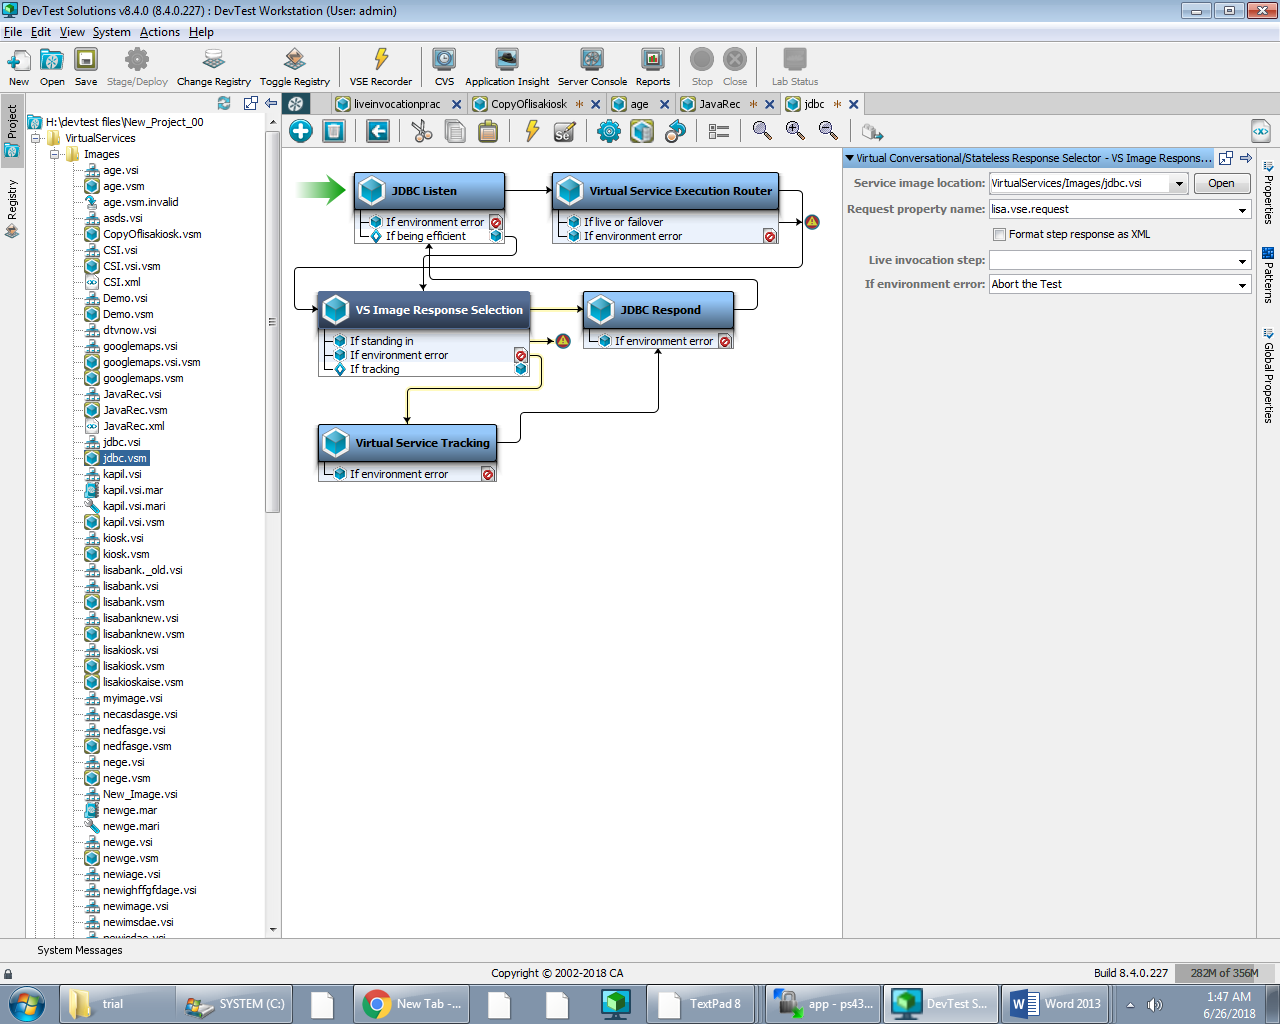 DevTest Solutions v8.4.0 (8.4.0.227) : DevTest Workstation (User: admin)
File Edit View System Actions Help
New Open Save Stage/Deploy Change Registry Toggle Registry VSE Recorder CVS Application Insight Server Console Reports Stop Close Lab Status
liveinvocationprac CopyOflisakiosk age JavaRec jdbc
Project
Registry
H:\devtest files\New_Project_00
VirtualServices
Images
age.vsi
age.vsm
age.vsm.invalid
asds.vsi
CopyOflisakiosk.vsm
CSI.vsi
CSI.vsi.vsm
CSI.xml
Demo.vsi
Demo.vsm
dtvnow.vsi
googlemaps.vsi
googlemaps.vsi.vsm
googlemaps.vsm
JavaRec.vsi
JavaRec.vsm
JavaRec.xml
jdbc.vsi
jdbc.vsm
kapil.vsi
kapil.vsi.mar
kapil.vsi.mari
kapil.vsi.vsm
kiosk.vsi
kiosk.vsm
lisabank._old.vsi
lisabank.vsi
lisabank.vsm
lisabanknew.vsi
lisabanknew.vsm
lisakiosk.vsi
lisakiosk.vsm
lisakioskaise.vsm
myimage.vsi
necasdasge.vsi
nedfasge.vsi
nedfasge.vsm
nege.vsi
nege.vsm
New_Image.vsi
newge.mar
newge.mari
newge.vsi
newge.vsm
newiage.vsi
newighffgfdage.vsi
newimage.vsi
newimsdae.vsi
newisdae.vsi
JDBC Listen
If environment error
If being efficient
Virtual Service Execution Router
If live or failover
If environment error
VS Image Response Selection
If standing in
If environment error
If tracking
JDBC Respond
If environment error
Virtual Service Tracking
If environment error
Virtual Conversational/Stateless Response Selector - VS Image Respons...
Service image location: VirtualServices/Images/jdbc.vsi Open
Request property name: lisa.vse.request
Format step response as XML
Live invocation step:
If environment error: Abort the Test
Properties
Patterns
Global Properties
System Messages
Copyright © 2002-2018 CA
Build 8.4.0.227 282M of 356M
trial SYSTEM (C:) New Tab -... TextPad 8 app - ps43... DevTest S... Word 2013 1:47 AM
6/26/2018